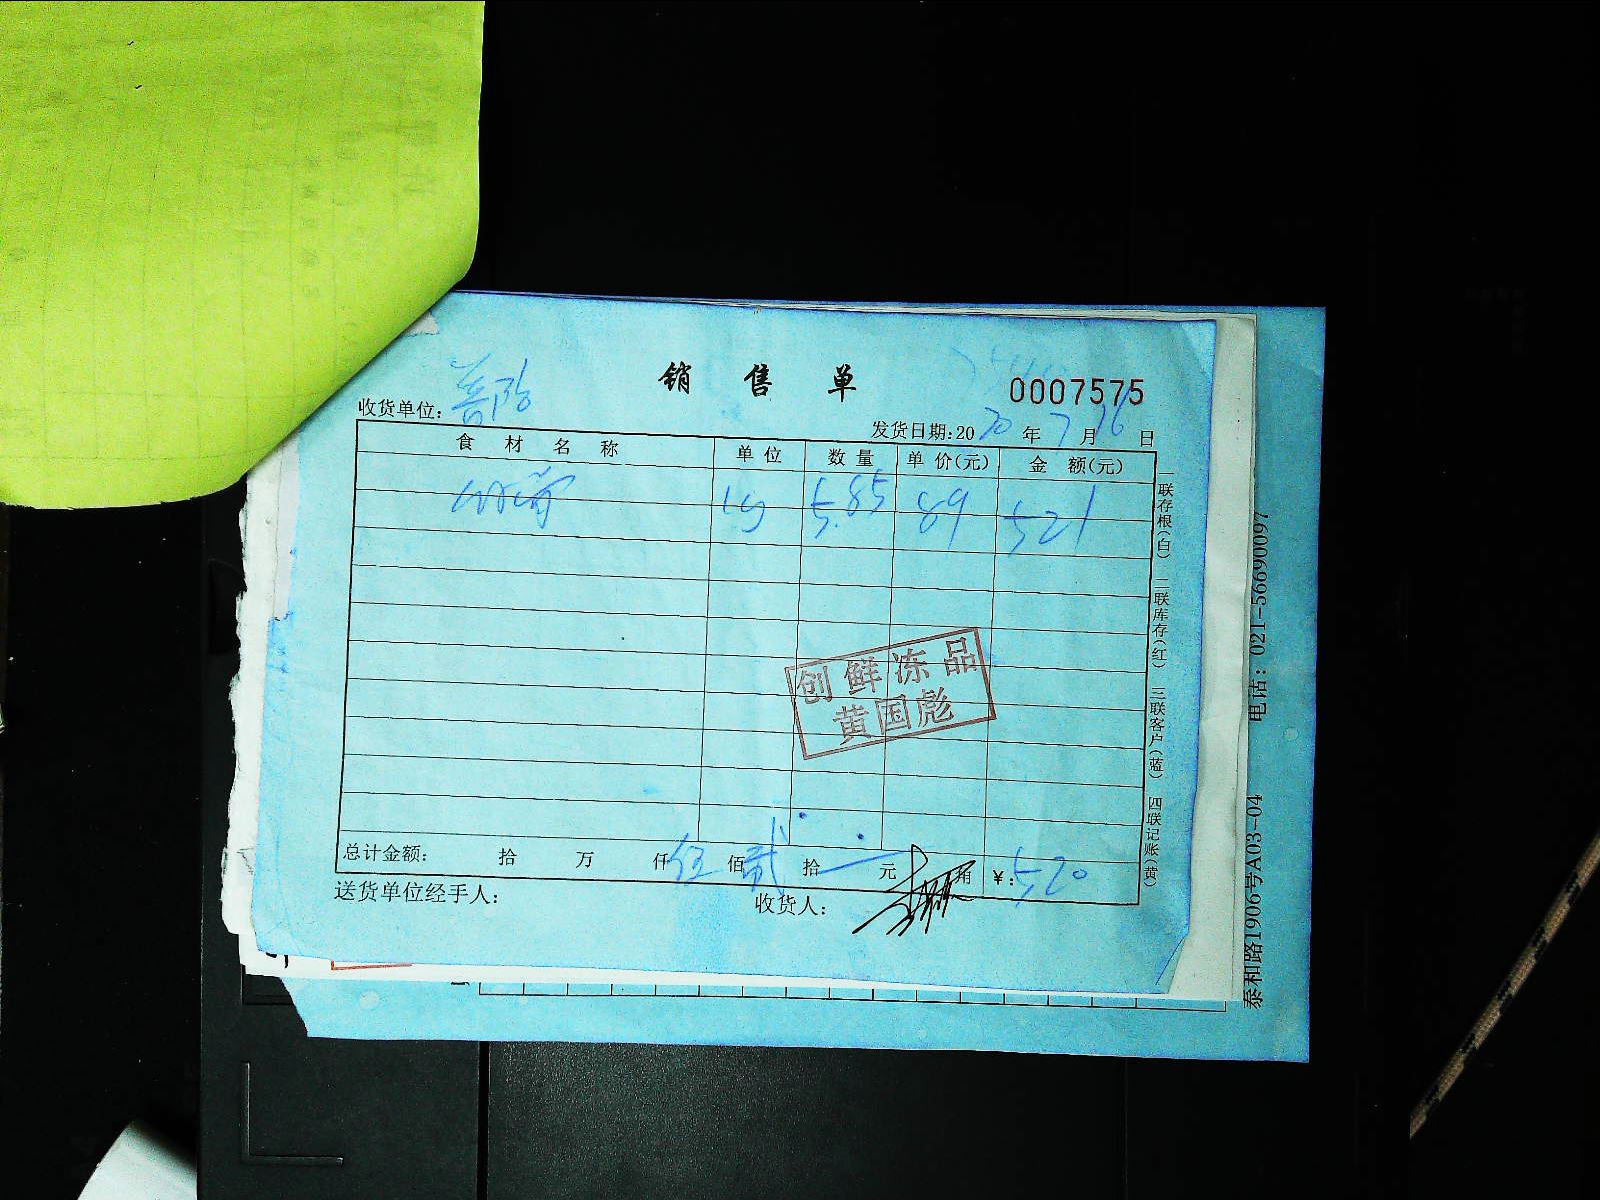 销 售 单
0007575
收货单位:
发货日期:20 20 年 7 月 16 日
食 材 名 称 单 位 数 量 单 价(元) 金 额(元)
5.85 89 521
创鲜冻品
黄国彪
总计金额: 拾 万 仟 伍 佰 贰 拾 元 角 ¥: 520
送货单位经手人: 收货人:
一联存根(白) 二联库存(红) 三联客户(蓝) 四联记账(黄)
泰和路1906号A03-04 电话: 021-56690097